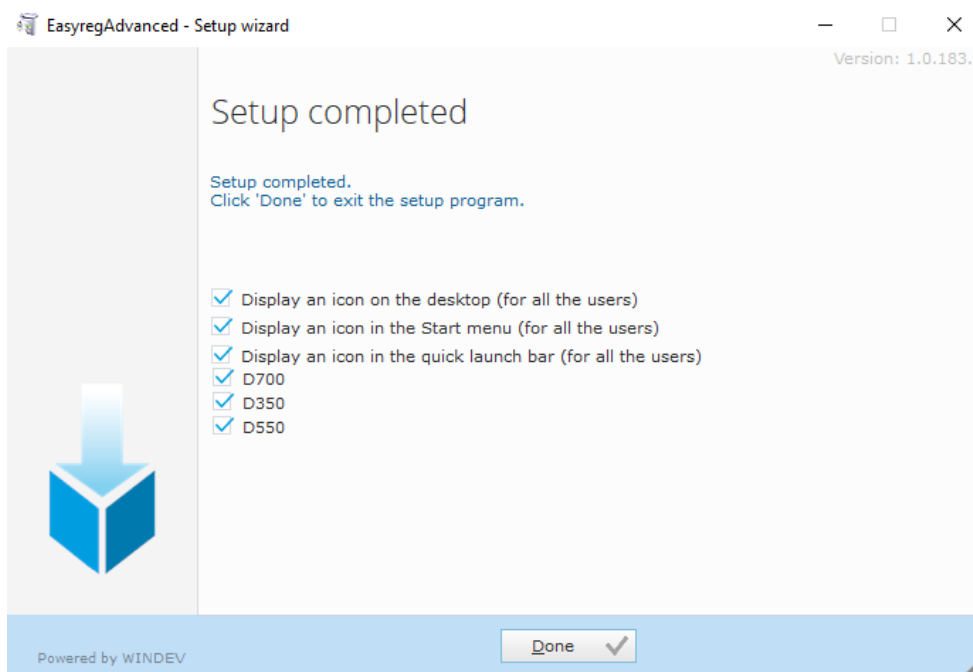 EasyregAdvanced - Setup wizard
Version: 1.0.183.
Setup completed
Setup completed.
Click 'Done' to exit the setup program.
Display an icon on the desktop (for all the users)
Display an icon in the Start menu (for all the users)
Display an icon in the quick launch bar (for all the users)
D700
D350
D550
Done
Powered by WINDEV